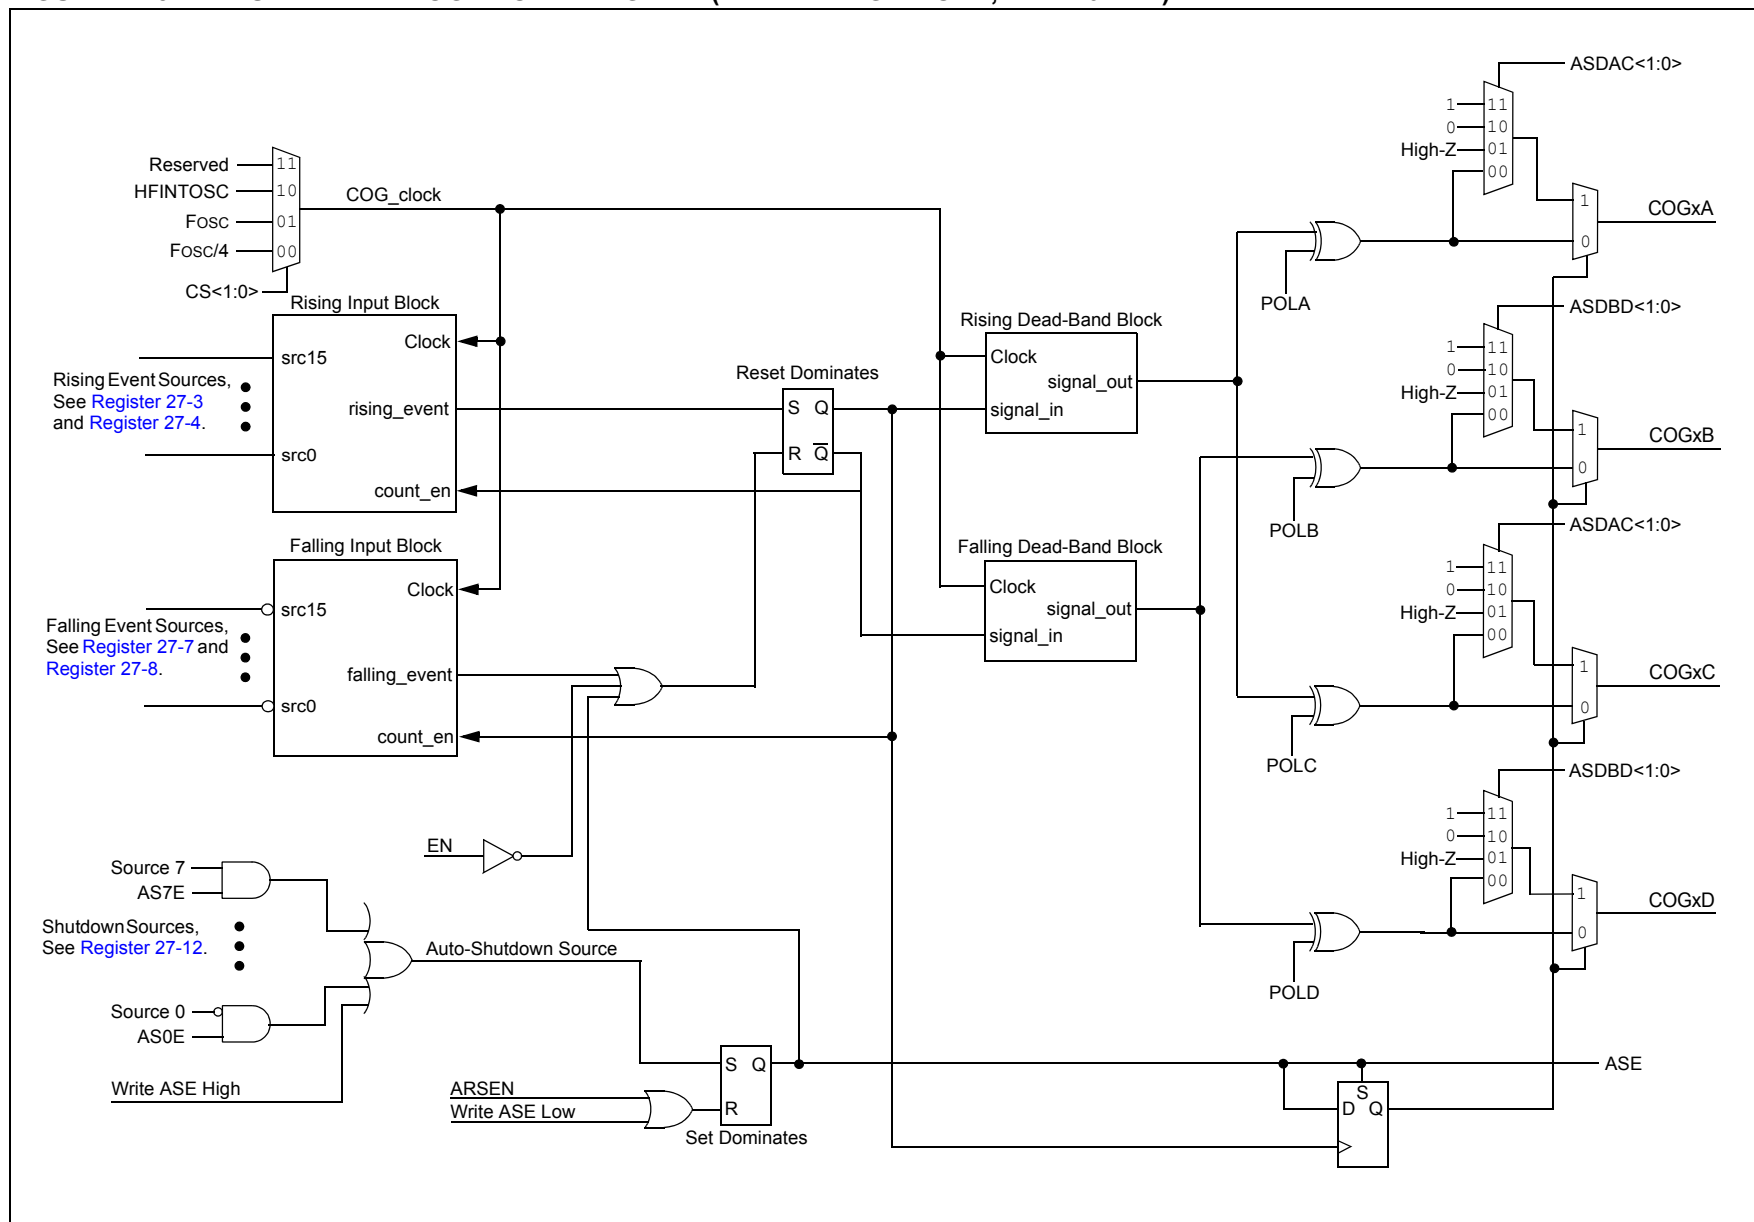 ASDAC<1:0>
1 11
0 10
High-Z 01
00
Reserved 11
HFINTOSC 10
FOSC 01
FOSC/4 00
CS<1:0>
COG_clock
1
0
COGxA
POLA
Rising Input Block
Clock
src15
rising_event
src0
count_en
Rising Event Sources,
See Register 27-3
and Register 27-4.
Reset Dominates
S Q
R Q
Rising Dead-Band Block
Clock
signal_out
signal_in
ASDBD<1:0>
1 11
0 10
High-Z 01
00
1
0
COGxB
POLB
Falling Input Block
Clock
src15
falling_event
src0
count_en
Falling Event Sources,
See Register 27-7 and
Register 27-8.
Falling Dead-Band Block
Clock
signal_out
signal_in
ASDAC<1:0>
1 11
0 10
High-Z 01
00
1
0
COGxC
POLC
ASDBD<1:0>
1 11
0 10
High-Z 01
00
1
0
COGxD
POLD
EN
Source 7
AS7E
Shutdown Sources,
See Register 27-12.
Source 0
AS0E
Write ASE High
Auto-Shutdown Source
ARSEN
Write ASE Low
S Q
R
Set Dominates
S
D Q
ASE